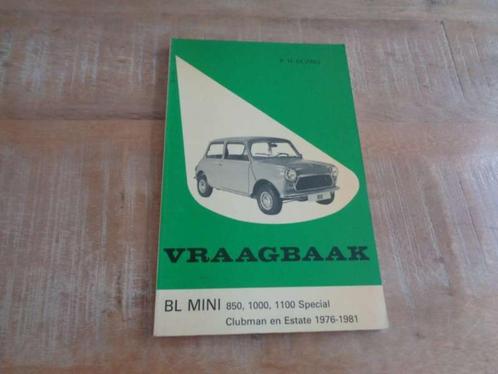 VRAAGBAAK
BL MINI 850, 1000, 1100 Special
Clubman en Estate 1976-1981